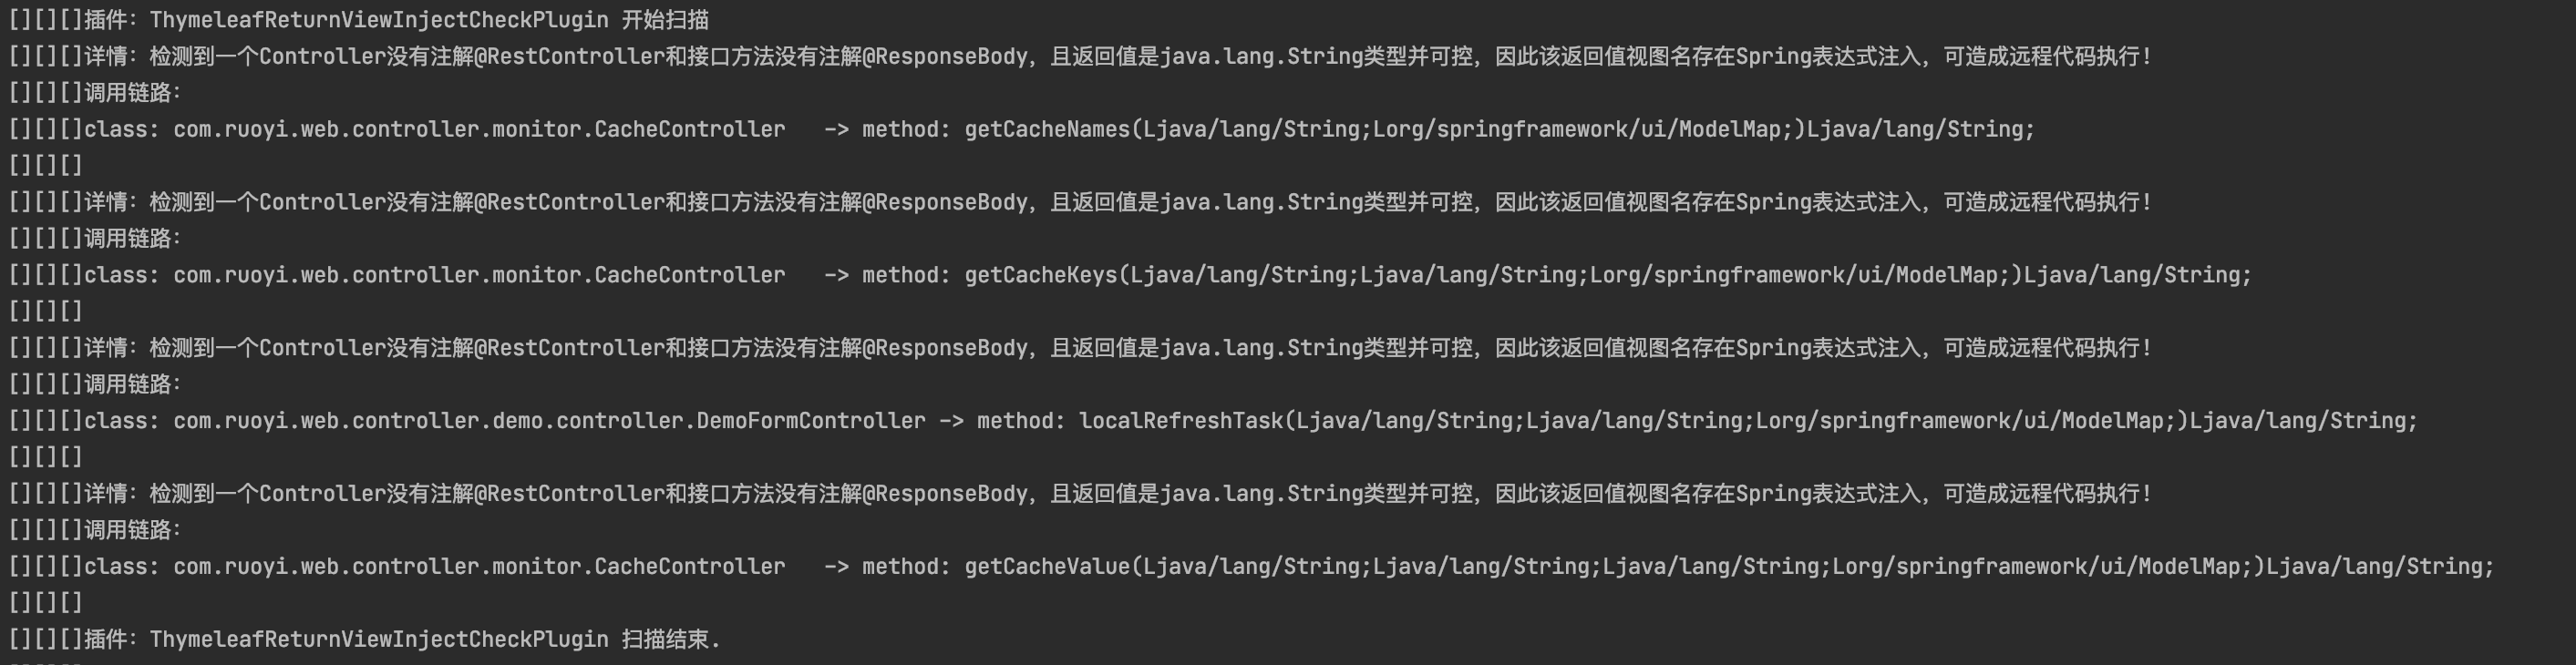 [][][]插件: ThymeleafReturnViewInjectCheckPlugin 开始扫描
[][][]详情: 检测到一个Controller没有注解@RestController和接口方法没有注解@ResponseBody, 且返回值是java.lang.String类型并可控, 因此该返回值视图名存在Spring表达式注入, 可造成远程代码执行!
[][][]调用链路:
[][][]class: com.ruoyi.web.controller.monitor.CacheController   -> method: getCacheNames(Ljava/lang/String;Lorg/springframework/ui/ModelMap;)Ljava/lang/String;
[][][]
[][][]详情: 检测到一个Controller没有注解@RestController和接口方法没有注解@ResponseBody, 且返回值是java.lang.String类型并可控, 因此该返回值视图名存在Spring表达式注入, 可造成远程代码执行!
[][][]调用链路:
[][][]class: com.ruoyi.web.controller.monitor.CacheController   -> method: getCacheKeys(Ljava/lang/String;Ljava/lang/String;Lorg/springframework/ui/ModelMap;)Ljava/lang/String;
[][][]
[][][]详情: 检测到一个Controller没有注解@RestController和接口方法没有注解@ResponseBody, 且返回值是java.lang.String类型并可控, 因此该返回值视图名存在Spring表达式注入, 可造成远程代码执行!
[][][]调用链路:
[][][]class: com.ruoyi.web.controller.demo.controller.DemoFormController -> method: localRefreshTask(Ljava/lang/String;Ljava/lang/String;Lorg/springframework/ui/ModelMap;)Ljava/lang/String;
[][][]
[][][]详情: 检测到一个Controller没有注解@RestController和接口方法没有注解@ResponseBody, 且返回值是java.lang.String类型并可控, 因此该返回值视图名存在Spring表达式注入, 可造成远程代码执行!
[][][]调用链路:
[][][]class: com.ruoyi.web.controller.monitor.CacheController   -> method: getCacheValue(Ljava/lang/String;Ljava/lang/String;Ljava/lang/String;Lorg/springframework/ui/ModelMap;)Ljava/lang/String;
[][][]
[][][]插件: ThymeleafReturnViewInjectCheckPlugin 扫描结束.